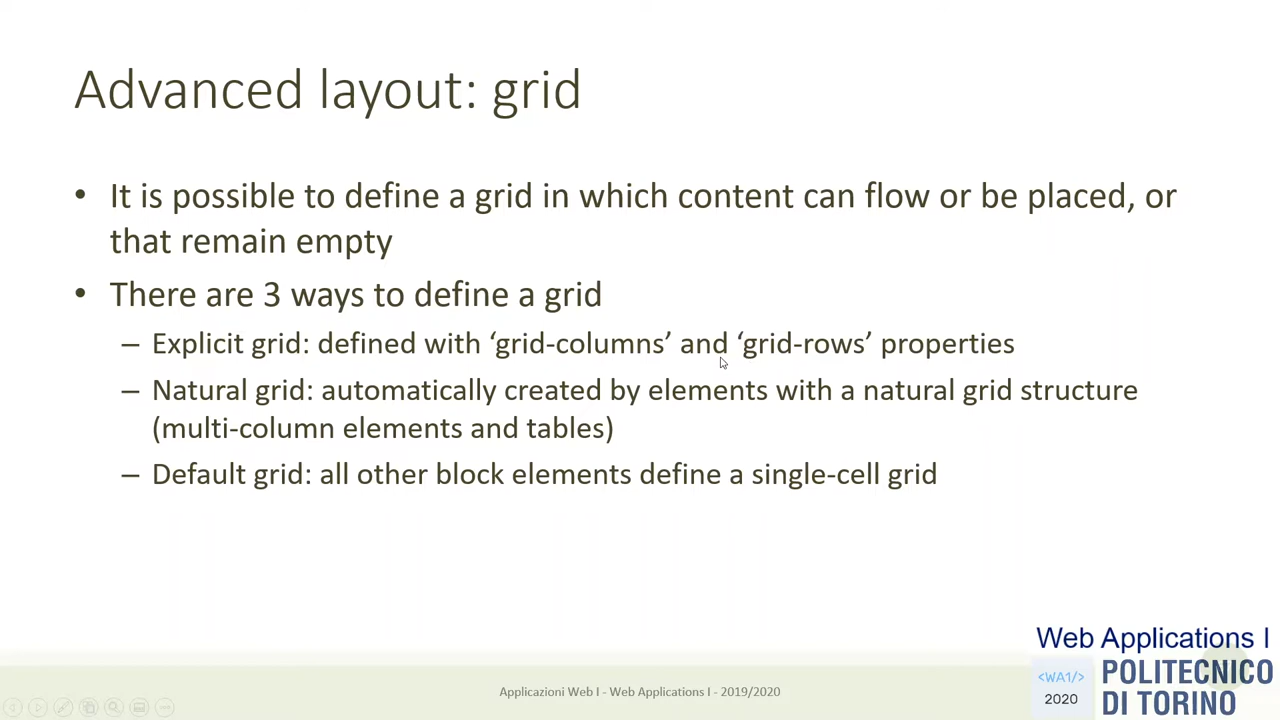 Advanced layout: grid
• It is possible to define a grid in which content can flow or be placed, or
that remain empty
• There are 3 ways to define a grid
– Explicit grid: defined with ‘grid-columns’ and ‘grid-rows’ properties
– Natural grid: automatically created by elements with a natural grid structure
(multi-column elements and tables)
– Default grid: all other block elements define a single-cell grid
Web Applications I
<WA1/>
2020
POLITECNICO
DI TORINO
Applicazioni Web I - Web Applications I - 2019/2020